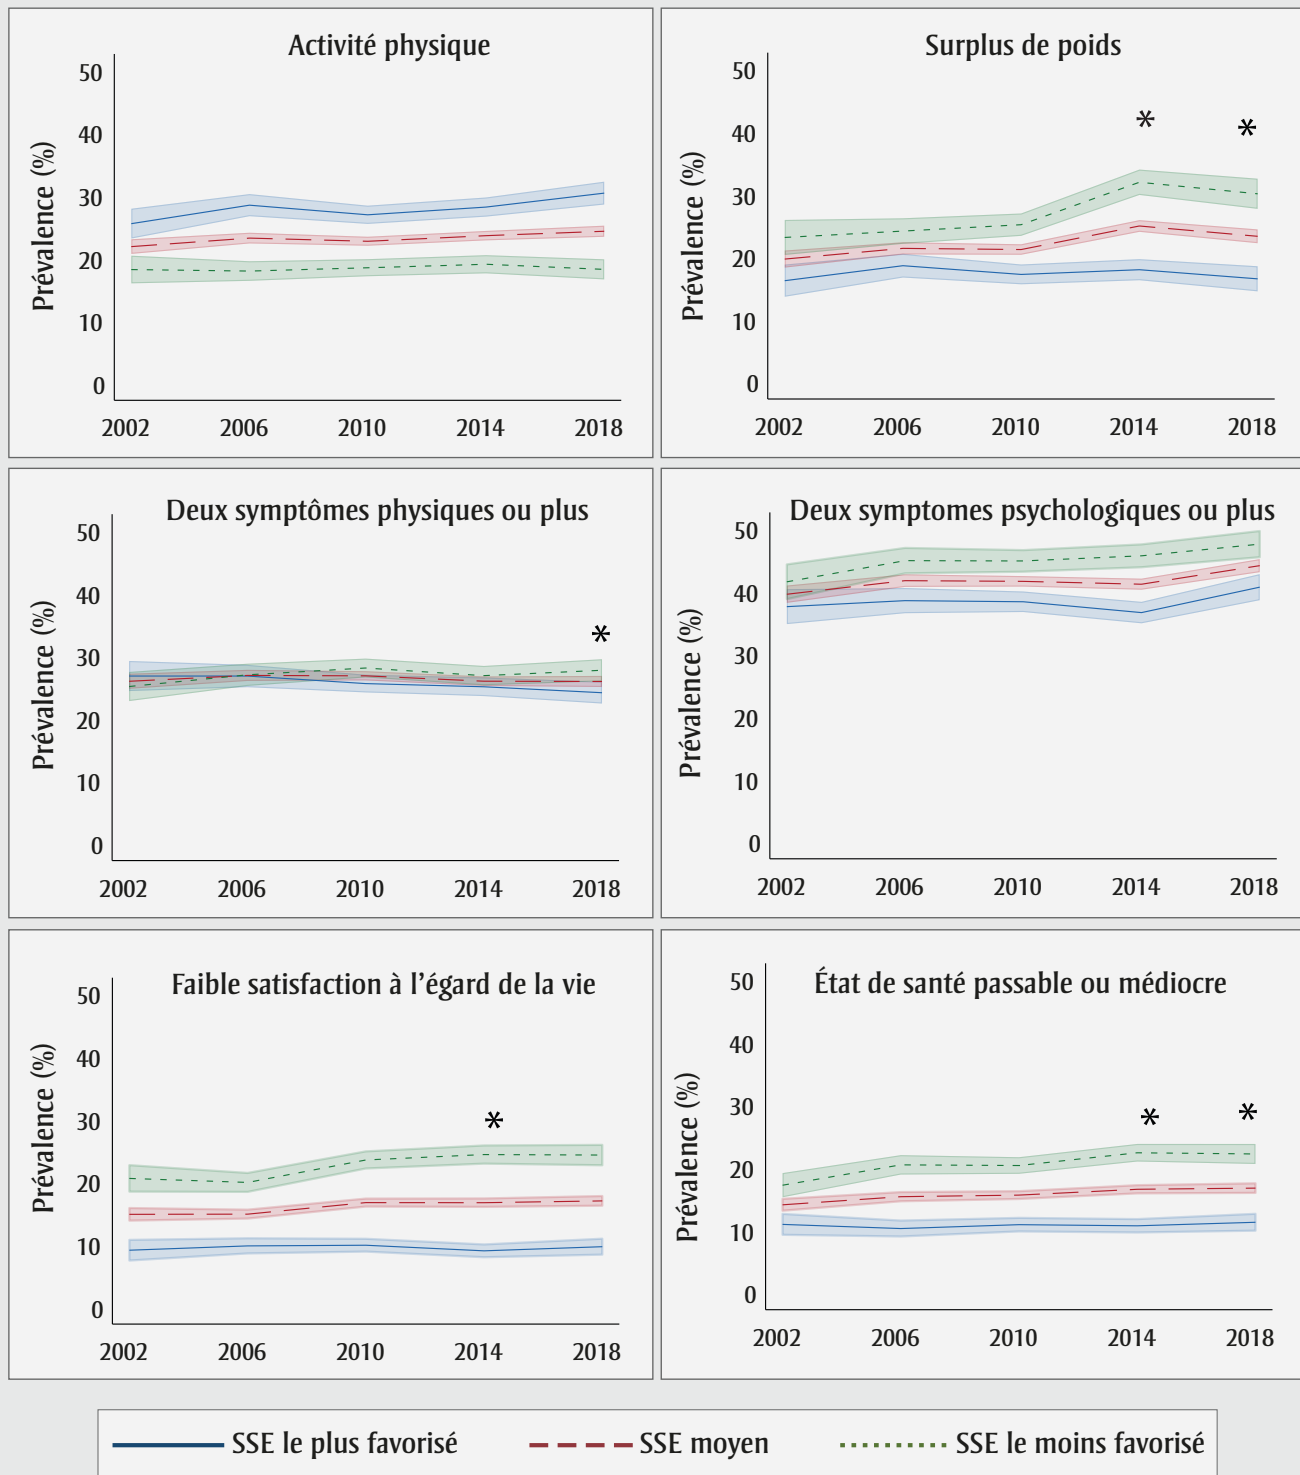 Activité physique
Prévalence (%)
50
40
30
20
10
0
2002 2006 2010 2014 2018
Surplus de poids
Prévalence (%)
50
40
30
20
10
0
* *
2002 2006 2010 2014 2018
Deux symptômes physiques ou plus
Prévalence (%)
50
40
30
20
10
0
*
2002 2006 2010 2014 2018
Deux symptomes psychologiques ou plus
Prévalence (%)
50
40
30
20
10
0
2002 2006 2010 2014 2018
Faible satisfaction à l'égard de la vie
Prévalence (%)
50
40
30
20
10
0
*
2002 2006 2010 2014 2018
État de santé passable ou médiocre
Prévalence (%)
50
40
30
20
10
0
* *
2002 2006 2010 2014 2018
SSE le plus favorisé SSE moyen SSE le moins favorisé